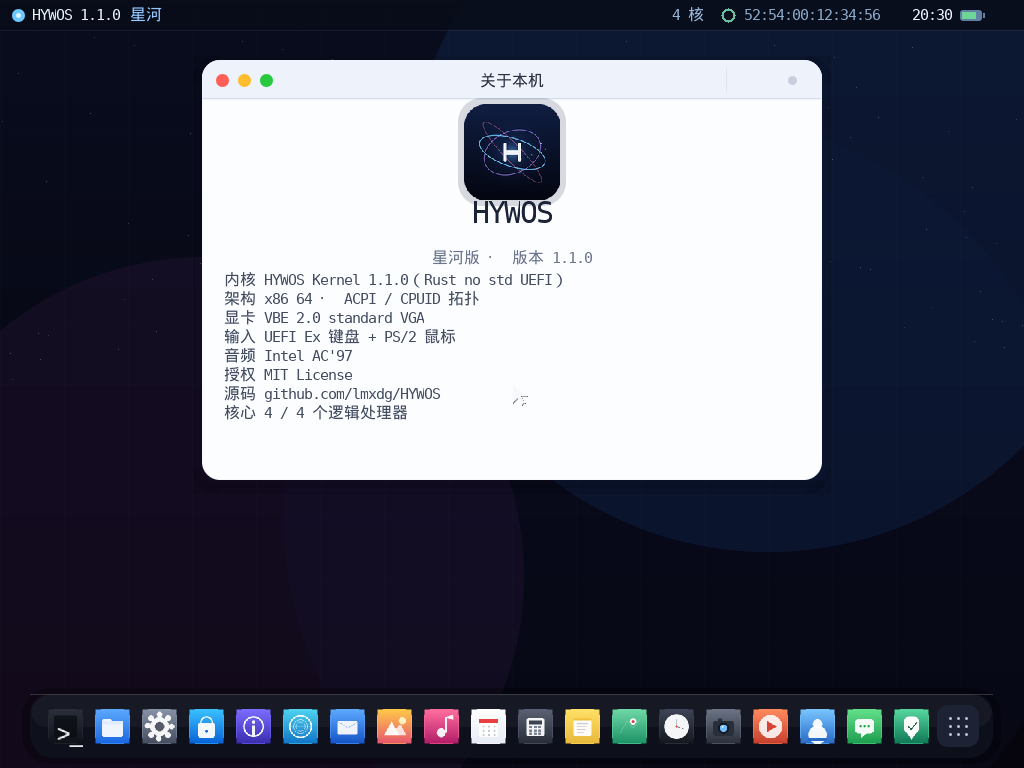 HYWOS 1.1.0 星河
4 核 52:54:00:12:34:56 20:30
关于本机
H
HYWOS
星河版 · 版本 1.1.0
内核 HYWOS Kernel 1.1.0 ( Rust no std UEFI )
架构 x86 64 · ACPI / CPUID 拓扑
显卡 VBE 2.0 standard VGA
输入 UEFI Ex 键盘 + PS/2 鼠标
音频 Intel AC'97
授权 MIT License
源码 github.com/lmxdg/HYWOS
核心 4 / 4 个逻辑处理器
>_